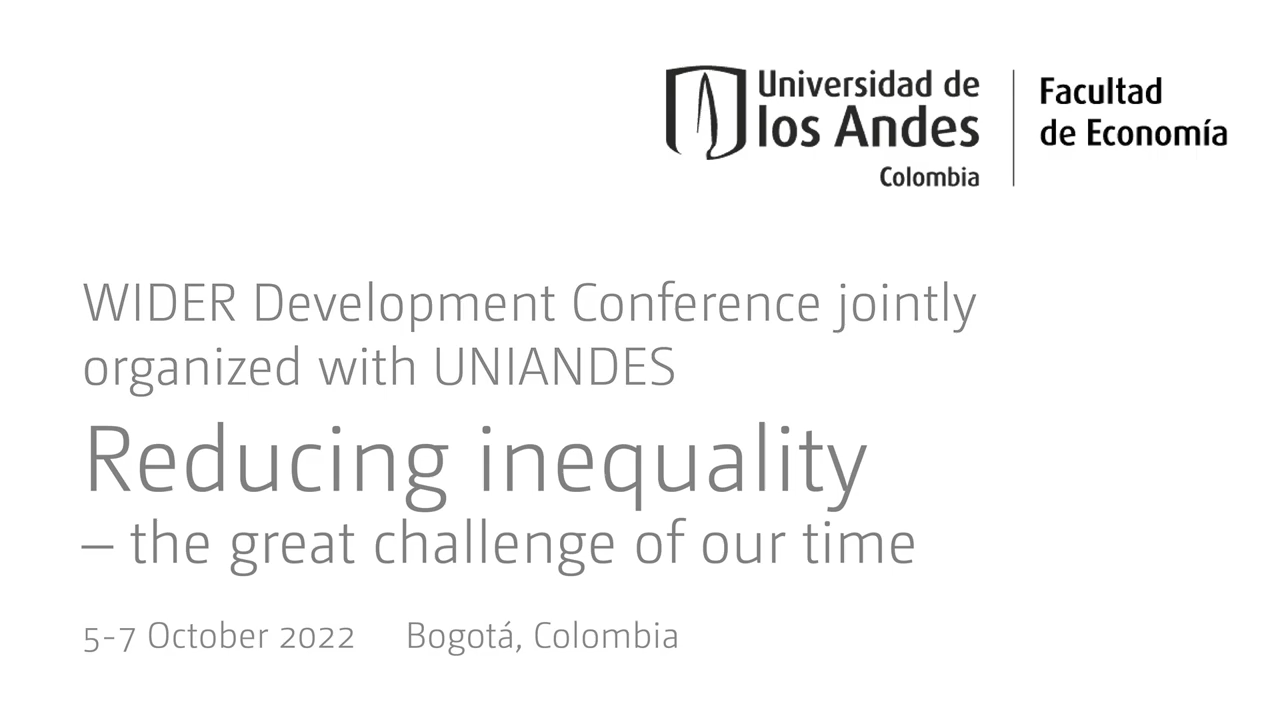 Universidad de
los Andes
Colombia
Facultad
de Economía
WIDER Development Conference jointly
organized with UNIANDES
Reducing inequality
– the great challenge of our time
5-7 October 2022 Bogotá, Colombia